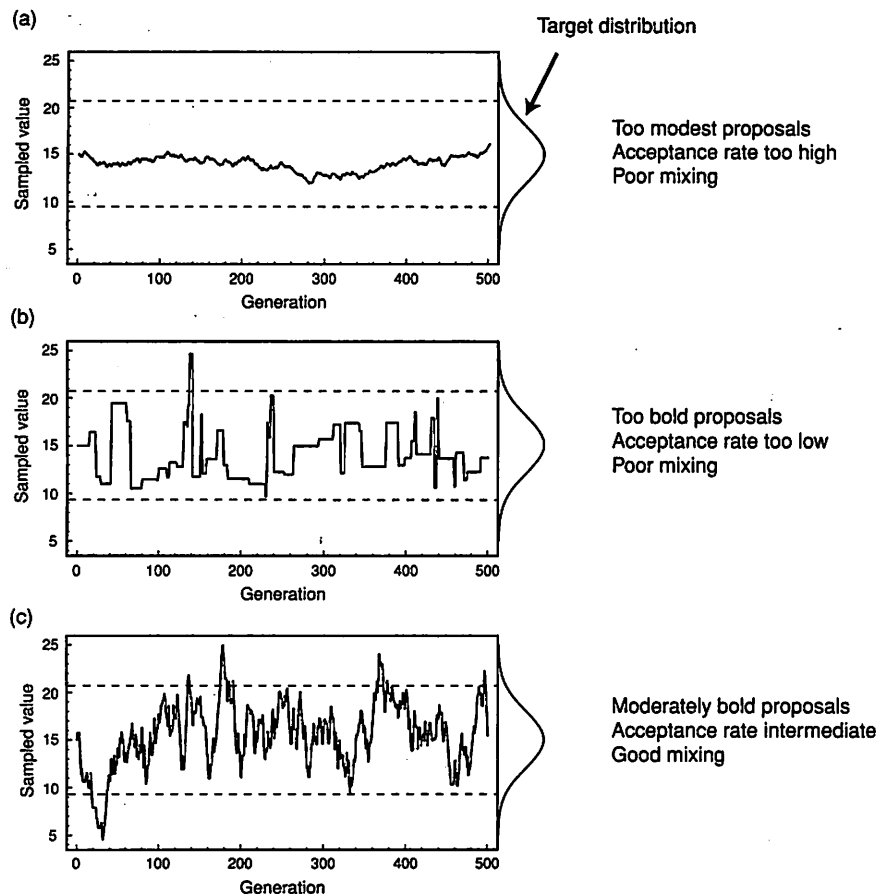 (a)
Target distribution
25
20
15
10
5
Sampled value
0
100
200
300
400
500
Generation
Too modest proposals
Acceptance rate too high
Poor mixing
(b)
25
20
15
10
5
Sampled value
0
100
200
300
400
500
Generation
Too bold proposals
Acceptance rate too low
Poor mixing
(c)
25
20
15
10
5
Sampled value
0
100
200
300
400
500
Generation
Moderately bold proposals
Acceptance rate intermediate
Good mixing